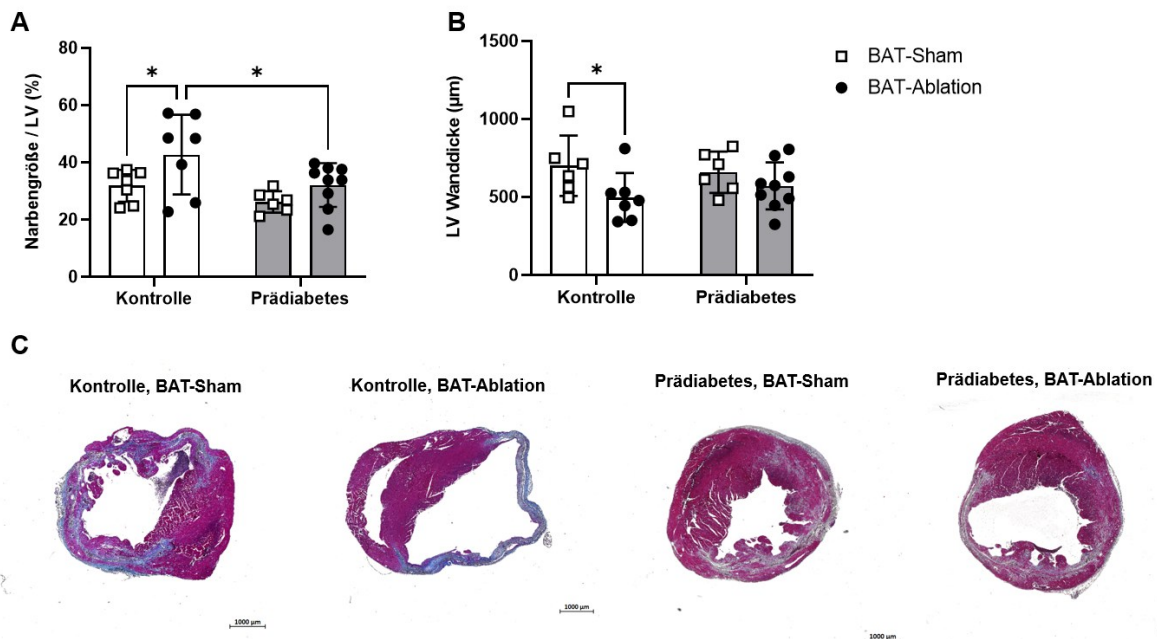 A
Narbengröße / LV (%)
80
60
40
20
0
*
*
Kontrolle
Prädiabetes
B
LV Wanddicke (µm)
1500
1000
500
0
*
Kontrolle
Prädiabetes
BAT-Sham
BAT-Ablation
C
Kontrolle, BAT-Sham
Kontrolle, BAT-Ablation
Prädiabetes, BAT-Sham
Prädiabetes, BAT-Ablation
1000 µm
1000 µm
1000 µm